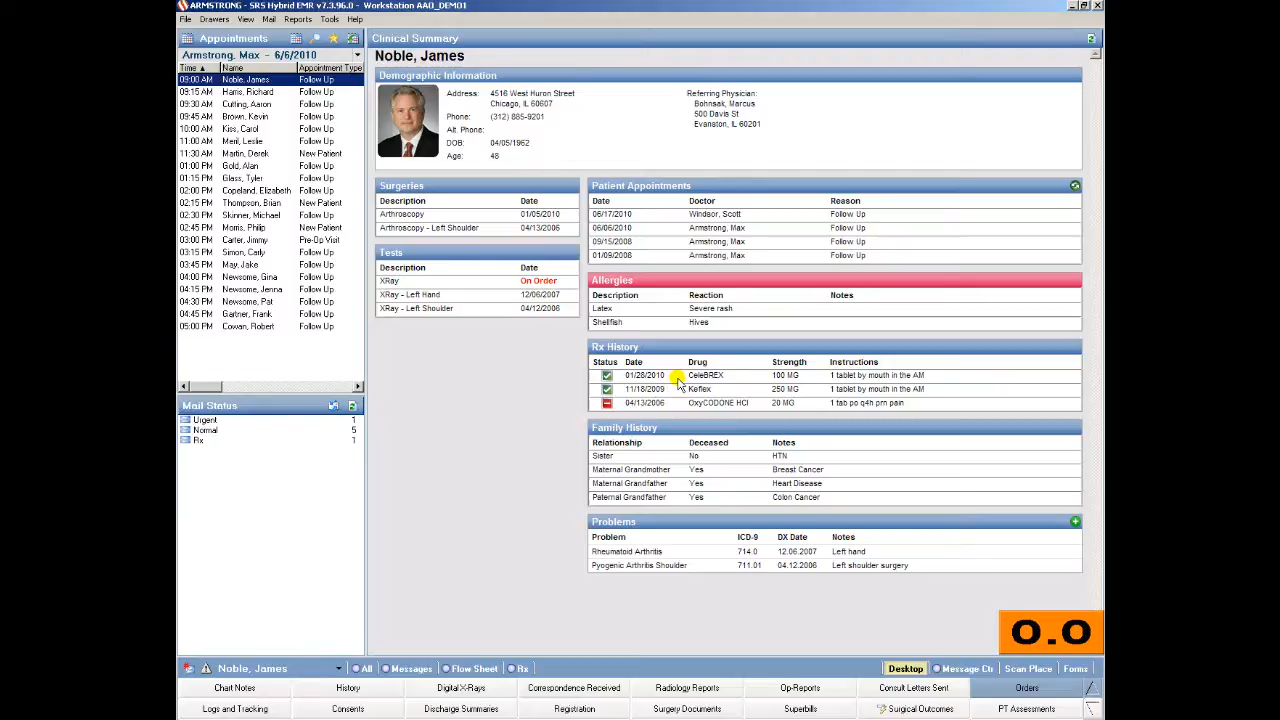 ARMSTRONG - SRS Hybrid EMR v7.3.96.0 - Workstation AAO_DEMO1
File Drawers View Mail Reports Tools Help
Appointments
Armstrong, Max - 6/6/2010
Time Name Appointment Type
09:00 AM Noble, James Follow Up
09:15 AM Harris, Richard Follow Up
09:30 AM Cutting, Aaron Follow Up
09:45 AM Brown, Kevin Follow Up
10:00 AM Kiss, Carol Follow Up
11:00 AM Meril, Leslie Follow Up
11:30 AM Martin, Derek New Patient
01:00 PM Gold, Alan Follow Up
01:15 PM Glass, Tyler Follow Up
02:00 PM Copeland, Elizabeth Follow Up
02:15 PM Thompson, Brian New Patient
02:30 PM Skinner, Michael Follow Up
02:45 PM Morris, Philip New Patient
03:00 PM Carter, Jimmy Pre-Op Visit
03:15 PM Simon, Carly Follow Up
03:45 PM May, Jake Follow Up
04:00 PM Newsome, Gina Follow Up
04:15 PM Newsome, Jenna Follow Up
04:30 PM Newsome, Pat Follow Up
04:45 PM Gartner, Frank Follow Up
05:00 PM Cowan, Robert Follow Up
Mail Status
Urgent 1
Normal 5
Rx 1
Clinical Summary
Noble, James
Demographic Information
Address: 4516 West Huron Street
Chicago, IL 60607
Phone: (312) 885-9201
Alt. Phone:
DOB: 04/05/1962
Age: 48
Referring Physician:
Bohnsak, Marcus
500 Davis St
Evanston, IL 60201
Surgeries
Description Date
Arthroscopy 01/05/2010
Arthroscopy - Left Shoulder 04/13/2006
Tests
Description Date
XRay On Order
XRay - Left Hand 12/06/2007
XRay - Left Shoulder 04/12/2006
Patient Appointments
Date Doctor Reason
06/17/2010 Windsor, Scott Follow Up
06/06/2010 Armstrong, Max Follow Up
09/15/2008 Armstrong, Max Follow Up
01/09/2008 Armstrong, Max Follow Up
Allergies
Description Reaction Notes
Latex Severe rash
Shellfish Hives
Rx History
Status Date Drug Strength Instructions
01/28/2010 CeleBREX 100 MG 1 tablet by mouth in the AM
11/18/2009 Keflex 250 MG 1 tablet by mouth in the AM
04/13/2006 OxyCODONE HCl 20 MG 1 tab po q4h prn pain
Family History
Relationship Deceased Notes
Sister No HTN
Maternal Grandmother Yes Breast Cancer
Maternal Grandfather Yes Heart Disease
Paternal Grandfather Yes Colon Cancer
Problems
Problem ICD-9 DX Date Notes
Rheumatoid Arthritis 714.0 12.06.2007 Left hand
Pyogenic Arthritis Shoulder 711.01 04.12.2006 Left shoulder surgery
0.0
Noble, James All Messages Flow Sheet Rx Desktop Message Ctr Scan Place Forms
Chart Notes History Digital X-Rays Correspondence Received Radiology Reports Op-Reports Consult Letters Sent Orders
Logs and Tracking Consents Discharge Summaries Registration Surgery Documents Superbills Surgical Outcomes PT Assessments